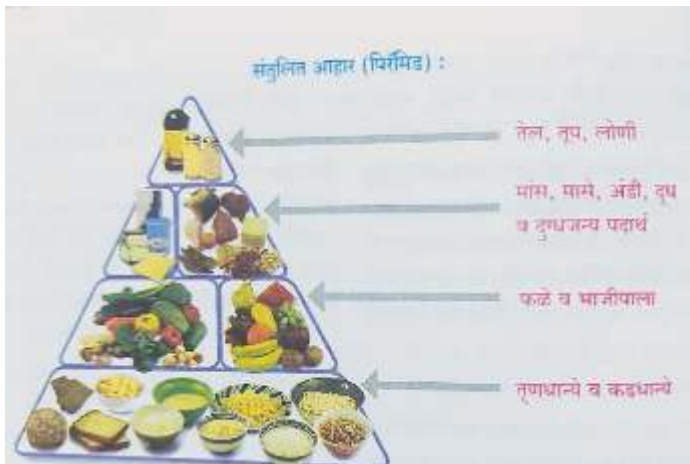 संतुलित आहार (पिरॅमिड) :
तेल, तूप, लोणी
मांस, मासे, अंडी, दूध
व दुग्धजन्य पदार्थ
फळे व भाजीपाला
तृणधान्ये व कडधान्ये